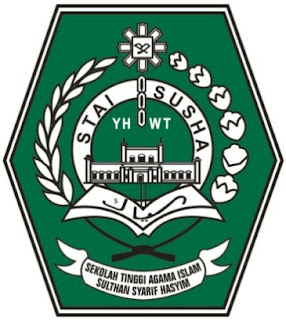 STAI SUSHA
YH WT
SEKOLAH TINGGI AGAMA ISLAM
SULTHAN SYARIF HASYIM